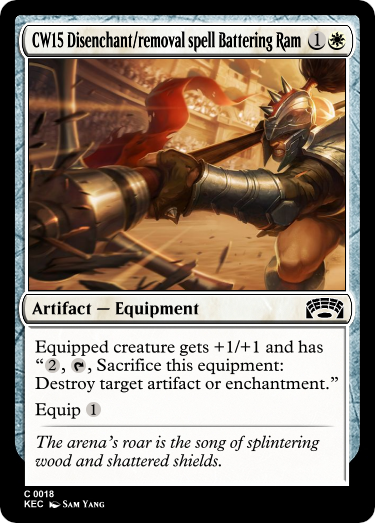 CW15 Disenchant/removal spell Battering Ram 1
Artifact — Equipment
Equipped creature gets +1/+1 and has
“2, , Sacrifice this equipment:
Destroy target artifact or enchantment.”
Equip 1
The arena's roar is the song of splintering
wood and shattered shields.
C 0018
KEC Sam Yang